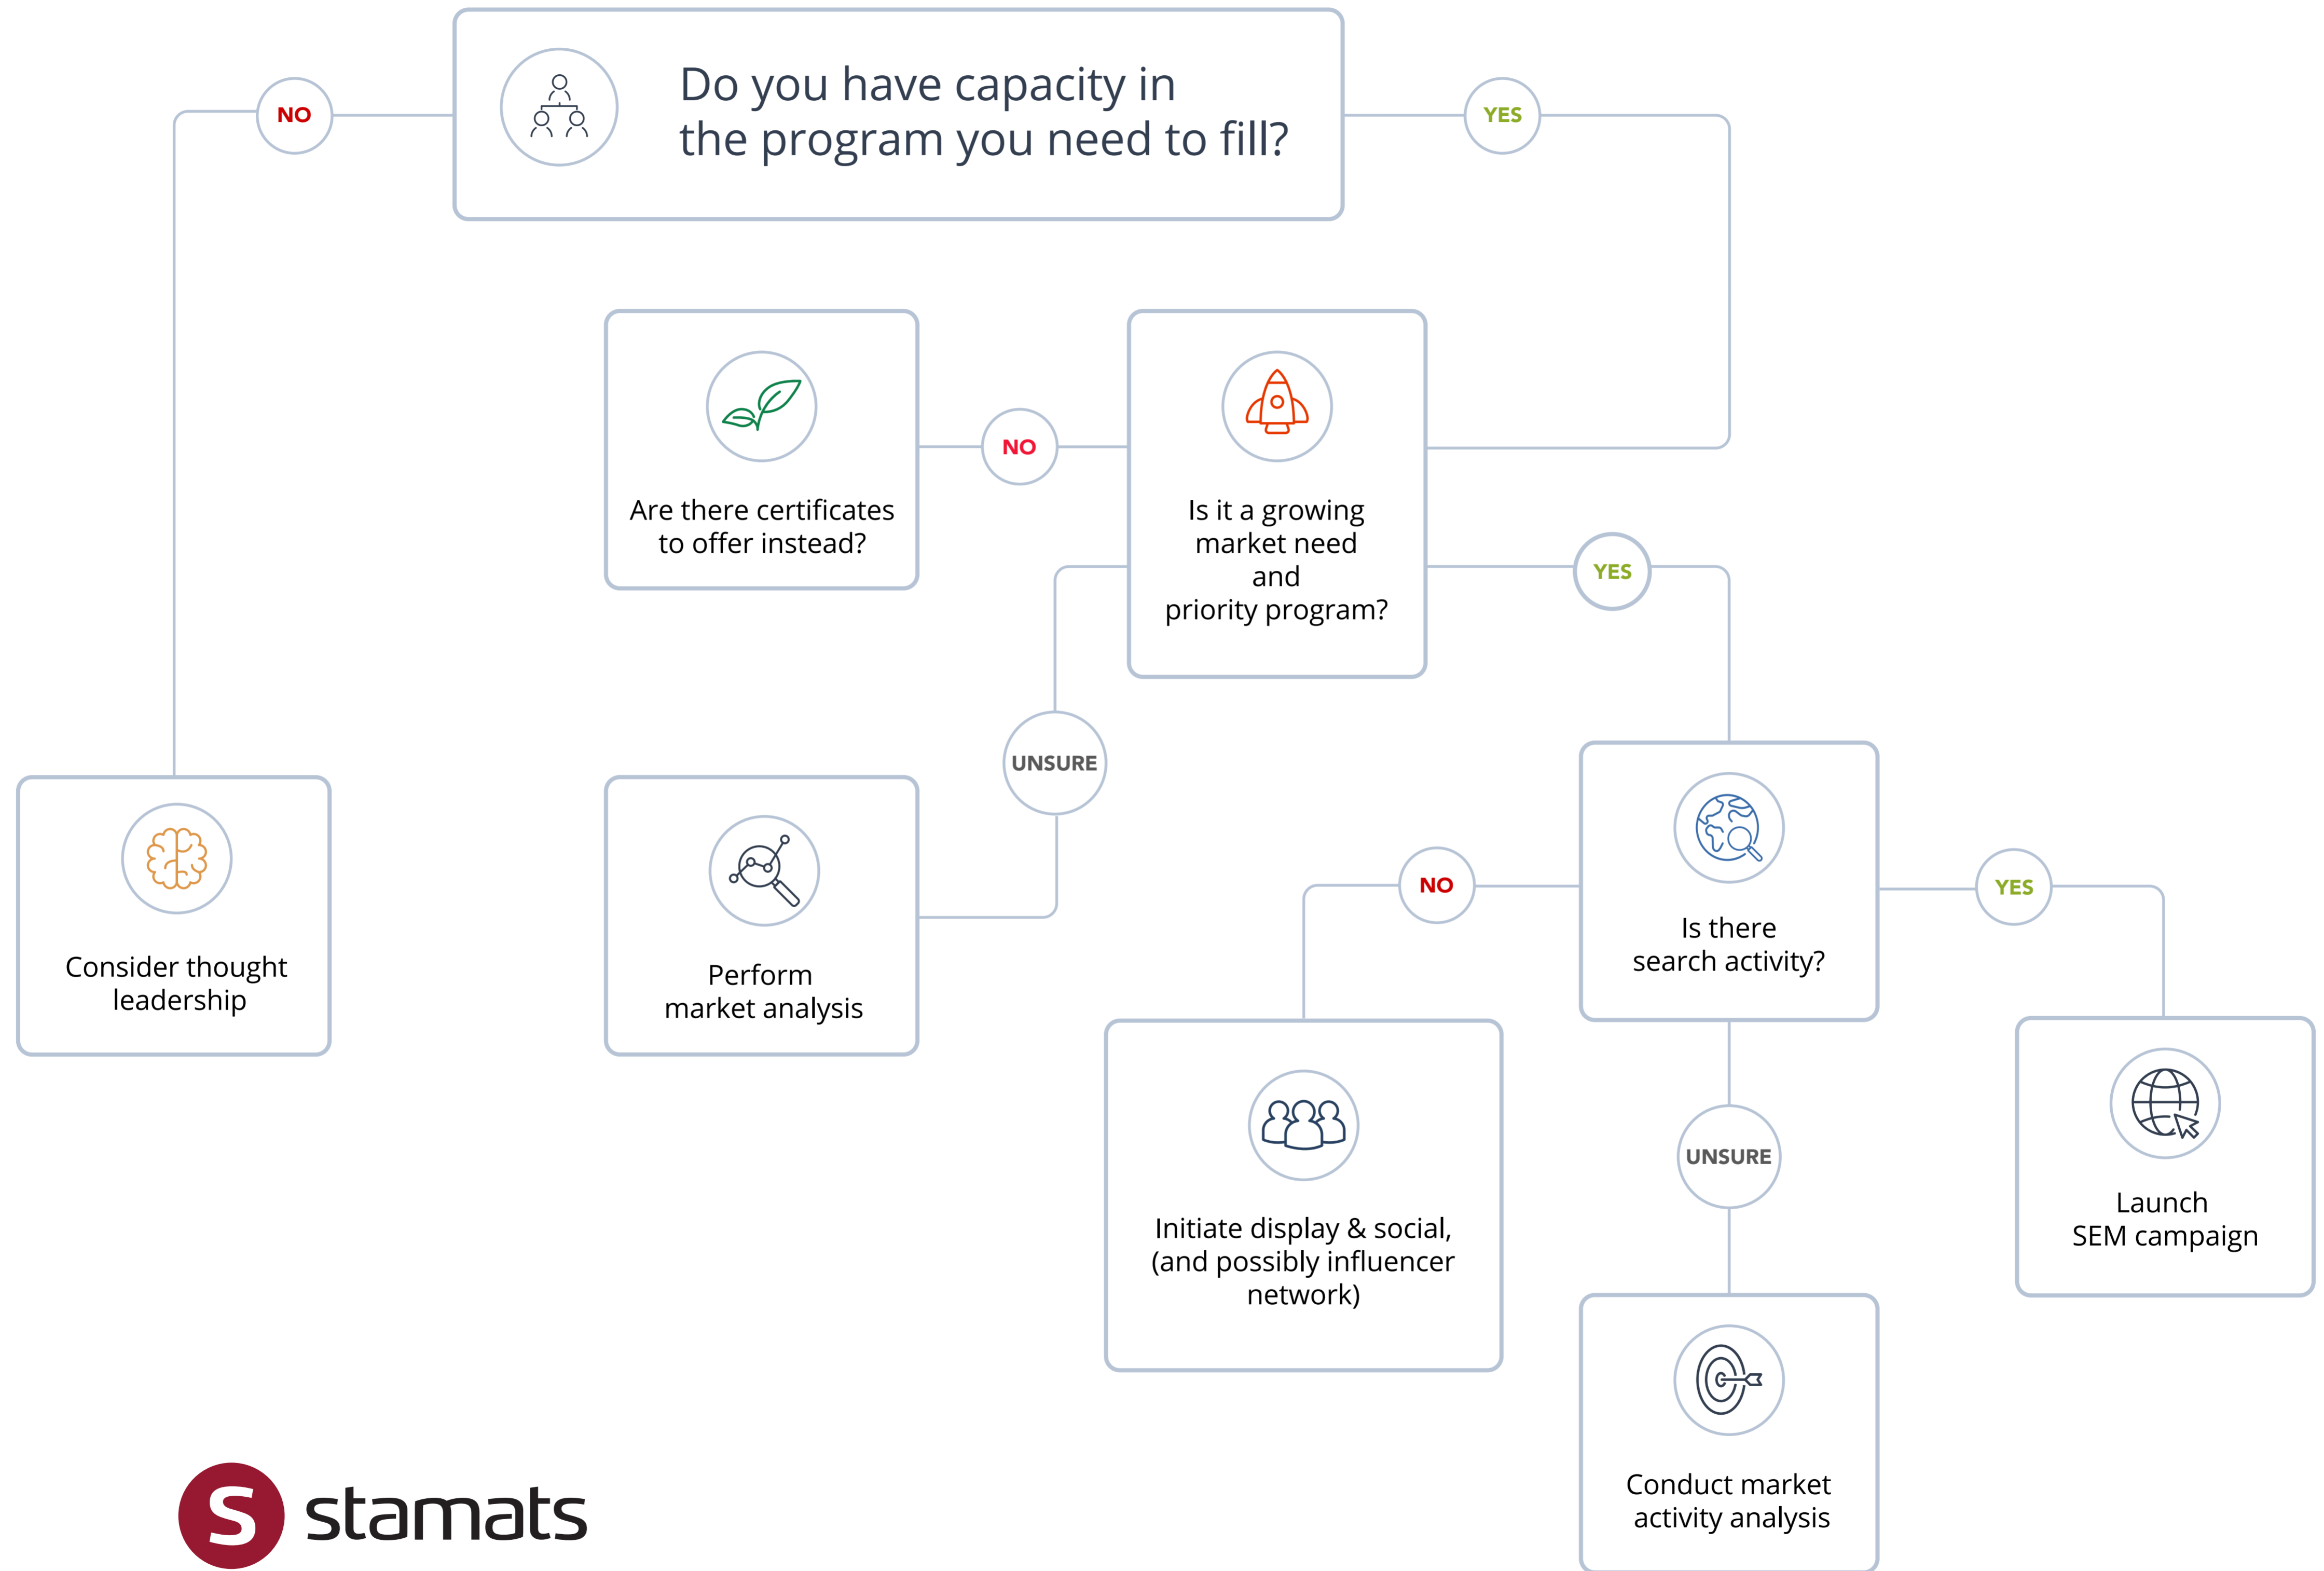 Do you have capacity in
the program you need to fill?
NO
YES
Are there certificates
to offer instead?
NO
Is it a growing
market need
and
priority program?
YES
UNSURE
Consider thought
leadership
Perform
market analysis
Is there
search activity?
NO
YES
Initiate display & social,
(and possibly influencer
network)
UNSURE
Launch
SEM campaign
Conduct market
activity analysis
S stamats